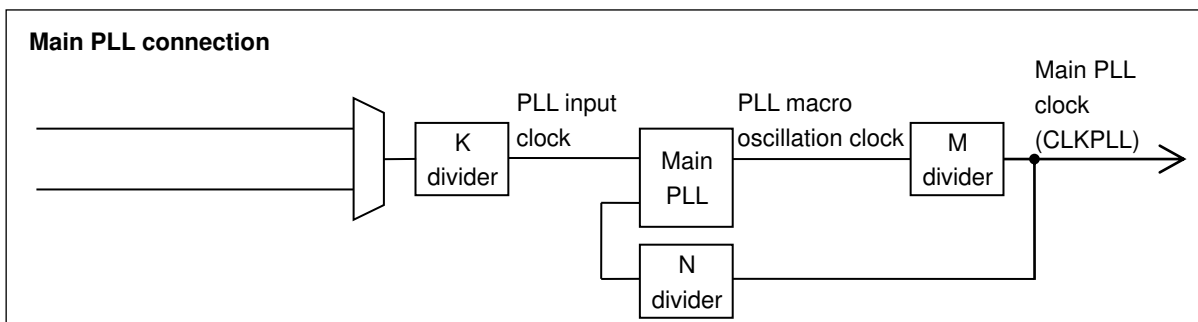 Main PLL connection
PLL input
clock
PLL macro
oscillation clock
Main PLL
clock
(CLKPLL)
K
divider
Main
PLL
M
divider
N
divider